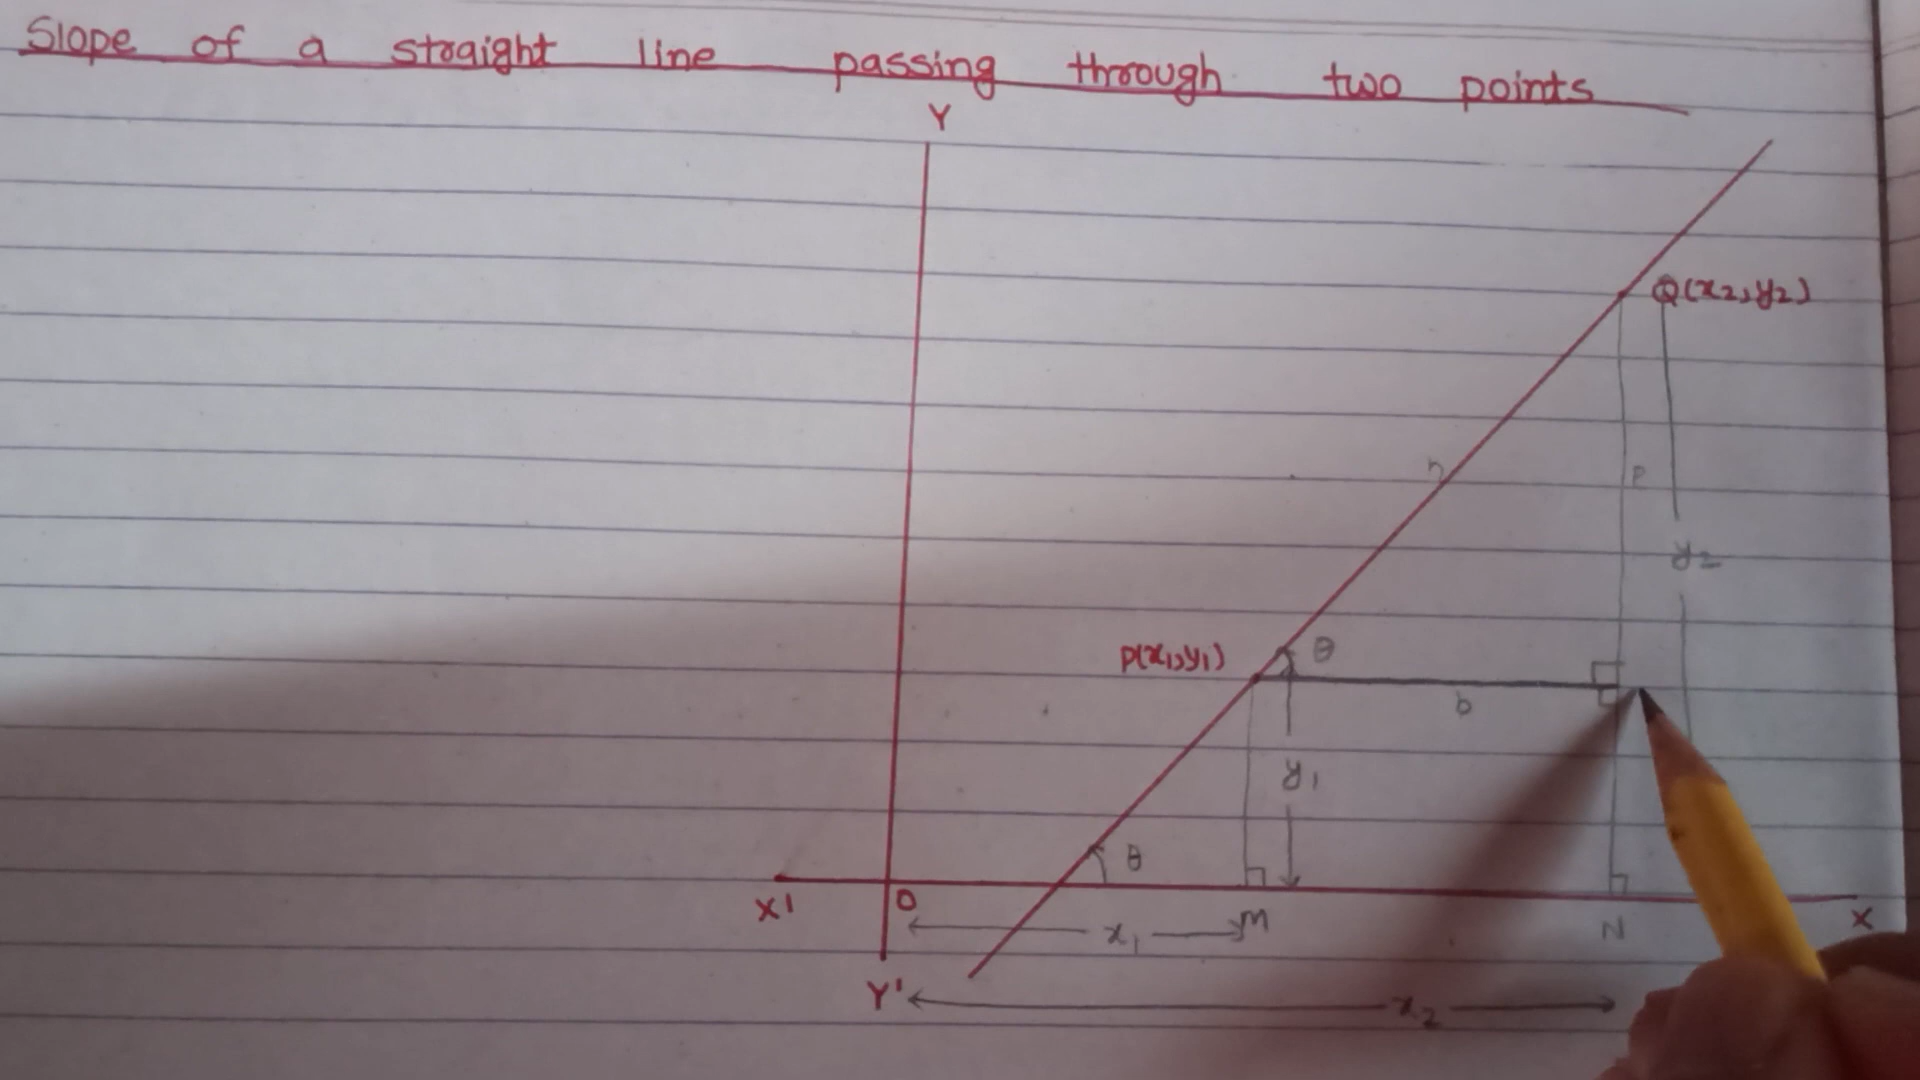 Slope of a straight line passing through two points
Y
Q(x₂, y₂)
h
P
y₂
P(x₁, y₁)
θ
b
y₁
θ
X'
O
M
N
X
x₁
Y'
x₂